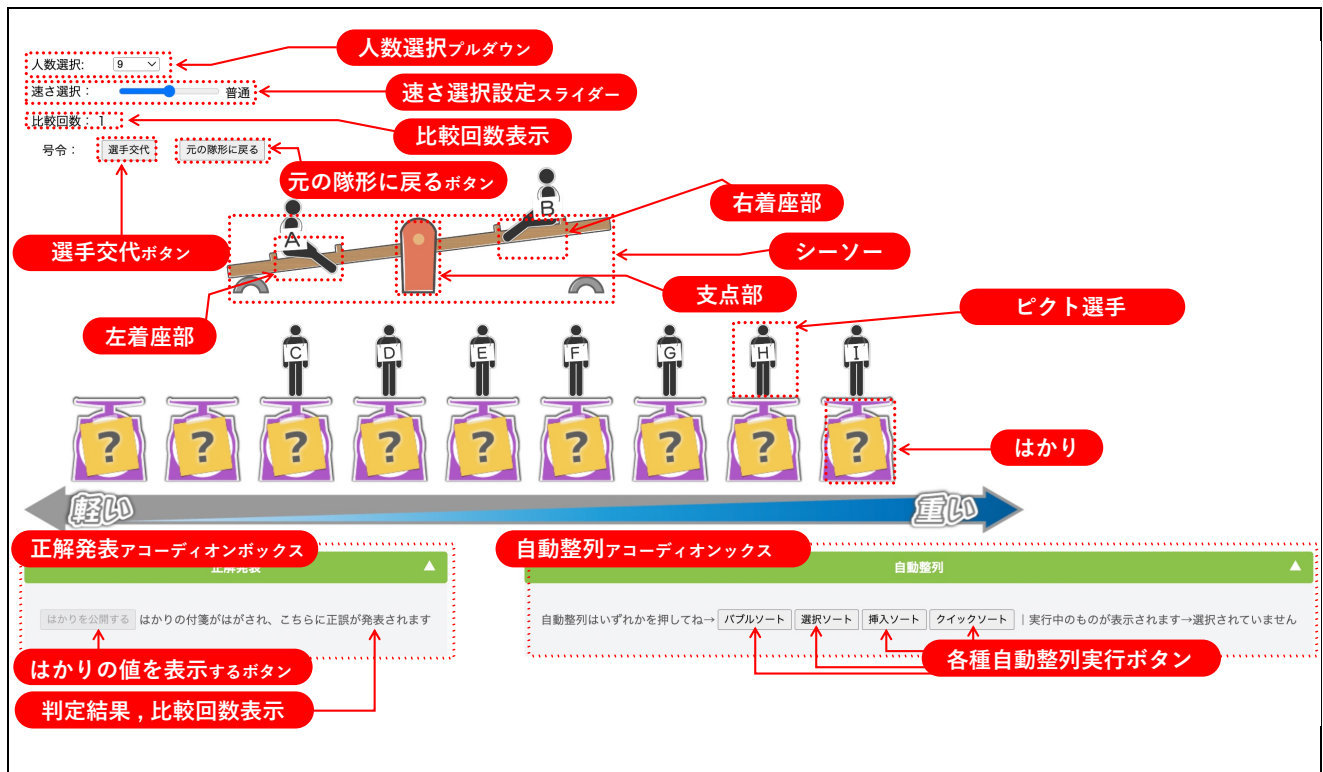 人数選択プルダウン
人数選択: 9
速さ選択： 普通
速さ選択設定スライダー
比較回数： 1
比較回数表示
号令： 選手交代 元の隊形に戻る
元の隊形に戻るボタン
B
右着座部
A
選手交代ボタン
シーソー
支点部
ピクト選手
左着座部
C D E F G H I
? ? ? ? ? ? ? ? ?
はかり
軽い 重い
正解発表アコーディオンボックス
自動整列アコーディオンックス
正解発表 ▲
自動整列 ▲
はかりを公開する はかりの付箋がはがされ、こちらに正誤が発表されます
自動整列はいずれかを押してね→ バブルソート 選択ソート 挿入ソート クイックソート | 実行中のものが表示されます→選択されていません
はかりの値を表示するボタン
各種自動整列実行ボタン
判定結果 , 比較回数表示